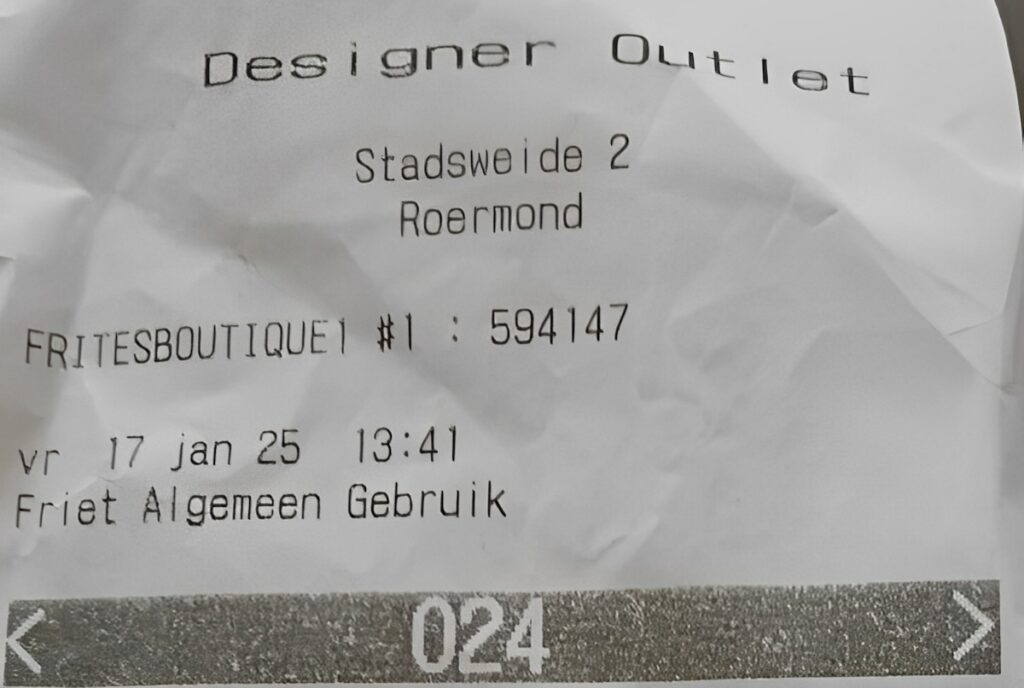 Designer Outlet
Stadsweide 2
Roermond
FRITESBOUTIQUE1 #1 : 594147
vr 17 jan 25 13:41
Friet Algemeen Gebruik
< 024 >